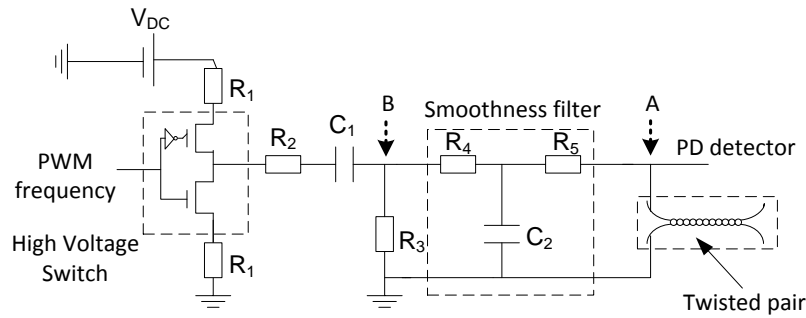 V_DC
R_1
B
Smoothness filter
A
C_1
R_2
R_4
R_5
PD detector
PWM
frequency
R_3
C_2
High Voltage
Switch
R_1
Twisted pair